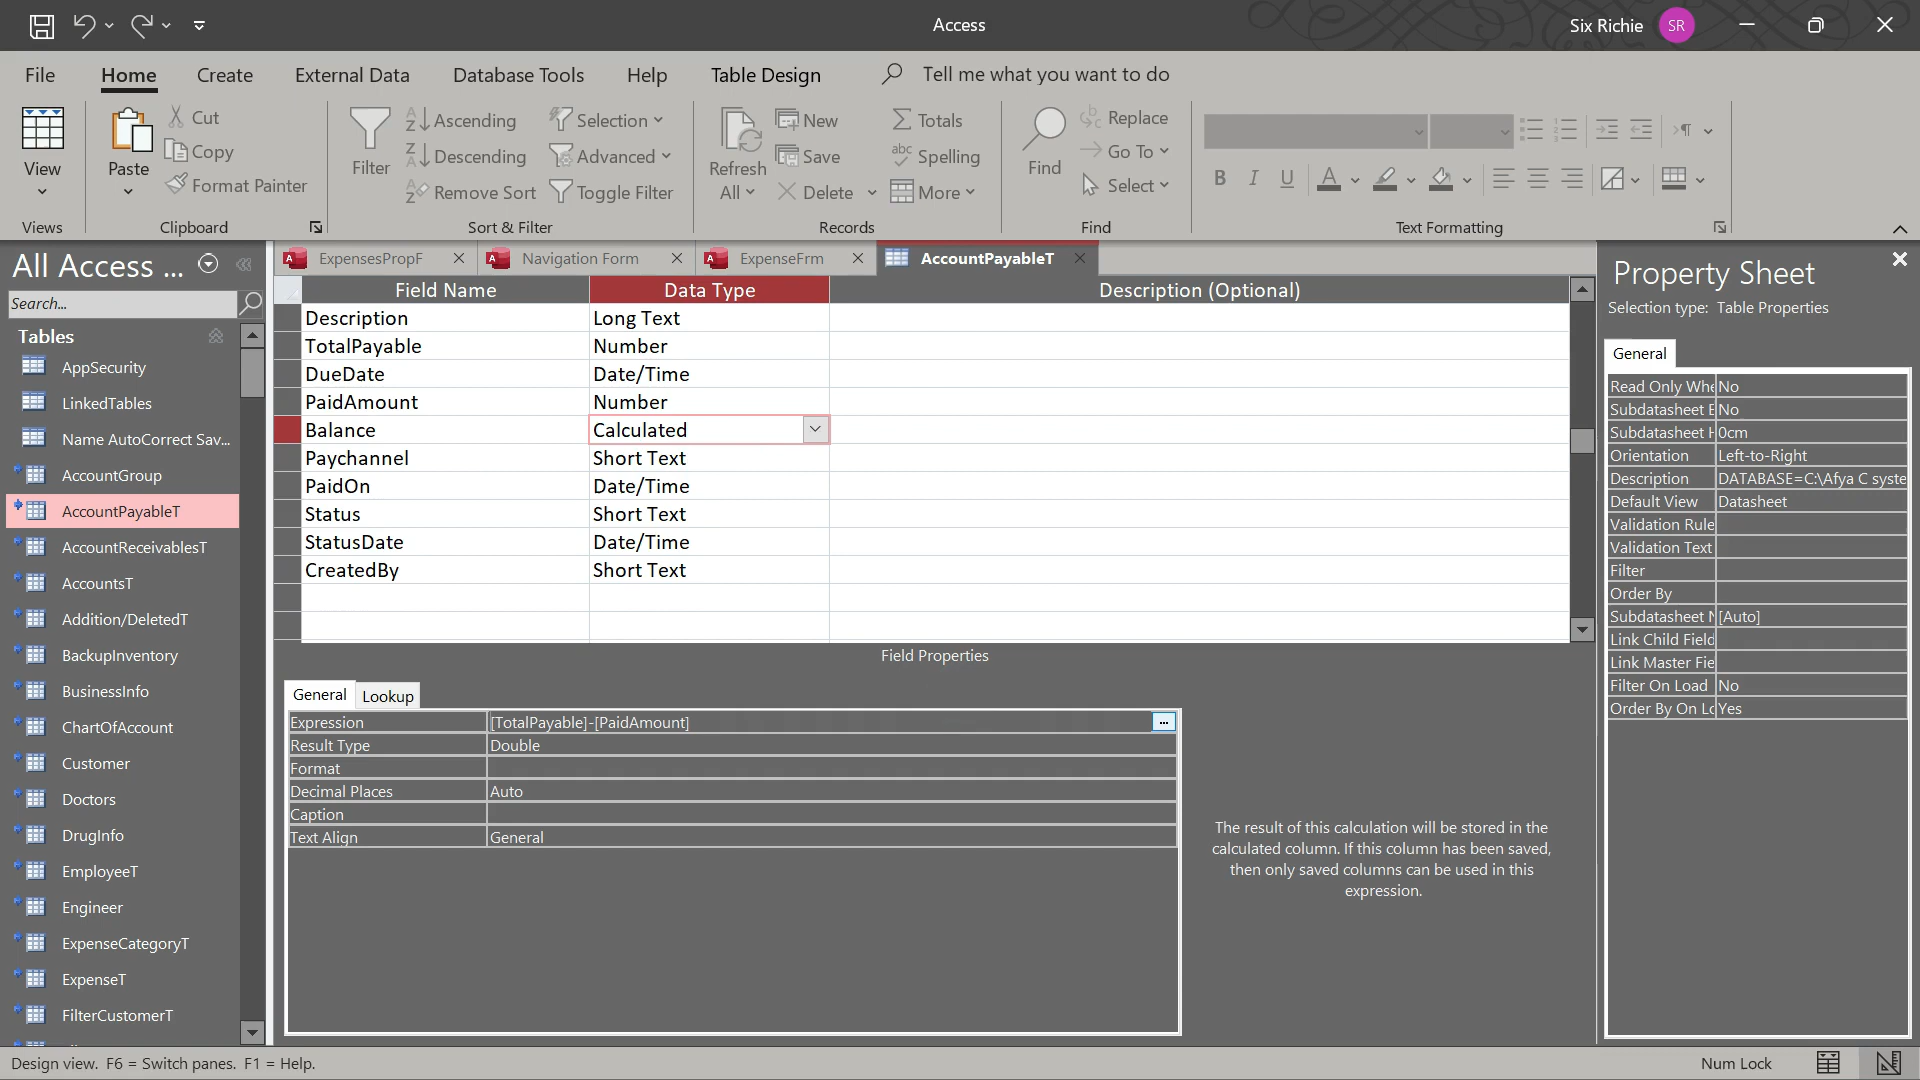 Access
Six Richie
SR
File
Home
Create
External Data
Database Tools
Help
Table Design
Tell me what you want to do
View
Paste
Cut
Copy
Format Painter
Filter
Ascending
Descending
Remove Sort
Selection
Advanced
Toggle Filter
Refresh
All
New
Save
Delete
Totals
Spelling
More
Find
Replace
Go To
Select
B I U
Views
Clipboard
Sort & Filter
Records
Find
Text Formatting
All Access ...
Search...
Tables
AppSecurity
LinkedTables
Name AutoCorrect Sav...
AccountGroup
AccountPayableT
AccountReceivablesT
AccountsT
Addition/DeletedT
BackupInventory
BusinessInfo
ChartOfAccount
Customer
Doctors
DrugInfo
EmployeeT
Engineer
ExpenseCategoryT
ExpenseT
FilterCustomerT
ExpensesPropF
Navigation Form
ExpenseFrm
AccountPayableT
Field Name Data Type Description (Optional)
Description Long Text
TotalPayable Number
DueDate Date/Time
PaidAmount Number
Balance Calculated
Paychannel Short Text
PaidOn Date/Time
Status Short Text
StatusDate Date/Time
CreatedBy Short Text
Field Properties
General Lookup
Expression [TotalPayable]-[PaidAmount]
Result Type Double
Format
Decimal Places Auto
Caption
Text Align General
The result of this calculation will be stored in the
calculated column. If this column has been saved,
then only saved columns can be used in this
expression.
Property Sheet
Selection type: Table Properties
General
Read Only Whe No
Subdatasheet E No
Subdatasheet H 0cm
Orientation Left-to-Right
Description DATABASE=C:\Afya C syste
Default View Datasheet
Validation Rule
Validation Text
Filter
Order By
Subdatasheet N [Auto]
Link Child Field
Link Master Fie
Filter On Load No
Order By On Lo Yes
Design view. F6 = Switch panes. F1 = Help.
Num Lock